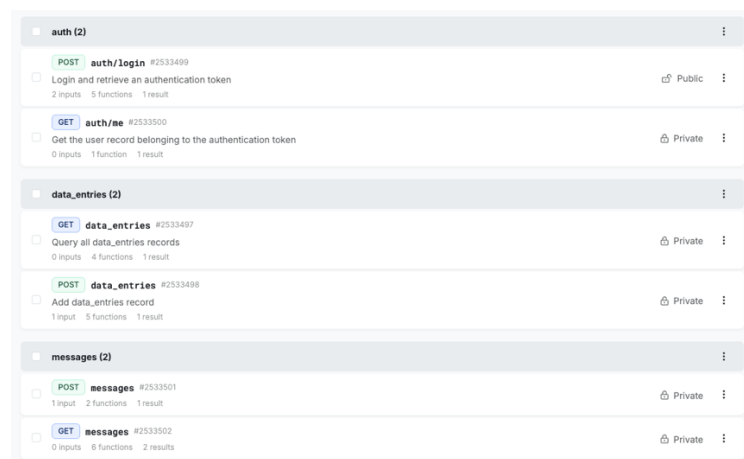 auth (2)
POST auth/login #2533499
Login and retrieve an authentication token
Public
2 inputs 5 functions 1 result
GET auth/me #2533500
Get the user record belonging to the authentication token
Private
0 inputs 1 function 1 result
data_entries (2)
GET data_entries #2533497
Query all data_entries records
Private
0 inputs 4 functions 1 result
POST data_entries #2533498
Add data_entries record
Private
1 input 5 functions 1 result
messages (2)
POST messages #2533501
Private
1 input 2 functions 1 result
GET messages #2533502
Private
0 inputs 6 functions 2 results